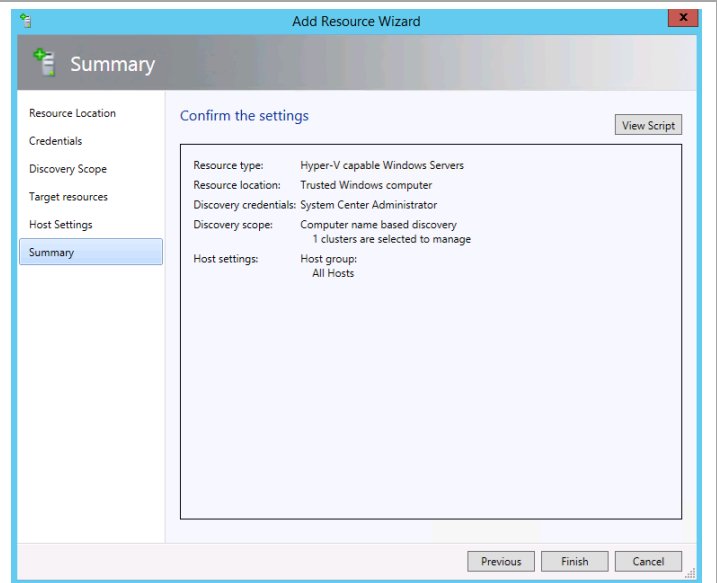 Add Resource Wizard
x
Summary
Resource Location
Credentials
Discovery Scope
Target resources
Host Settings
Summary
Confirm the settings
View Script
Resource type: Hyper-V capable Windows Servers
Resource location: Trusted Windows computer
Discovery credentials: System Center Administrator
Discovery scope: Computer name based discovery
1 clusters are selected to manage
Host settings: Host group:
All Hosts
Previous Finish Cancel